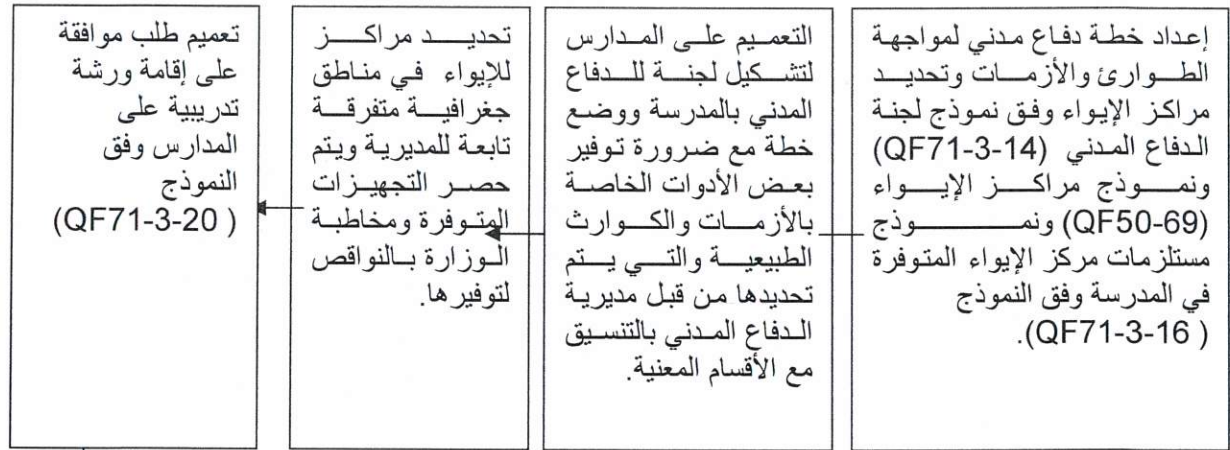 إعداد خطة دفاع مدني لمواجهة
الطوارئ والأزمات وتحديد
مراكز الإيواء وفق نموذج لجنة
الدفاع المدني (QF71-3-14)
ونموذج مراكز الإيواء
(QF50-69) ونموذج
مستلزمات مركز الإيواء المتوفرة
في المدرسة وفق النموذج
(QF71-3-16 ).
التعميم على المدارس
لتشكيل لجنة للدفاع
المدني بالمدرسة ووضع
خطة مع ضرورة توفير
بعض الأدوات الخاصة
بالأزمات والكوارث
الطبيعية والتي يتم
تحديدها من قبل مديرية
الدفاع المدني بالتنسيق
مع الأقسام المعنية.
تحديد مراكز
للإيواء في مناطق
جغرافية متفرقة
تابعة للمديرية ويتم
حصر التجهيزات
المتوفرة ومخاطبة
الوزارة بالنواقص
لتوفيرها.
تعميم طلب موافقة
على إقامة ورشة
تدريبية على
المدارس وفق
النموذج
(QF71-3-20 )